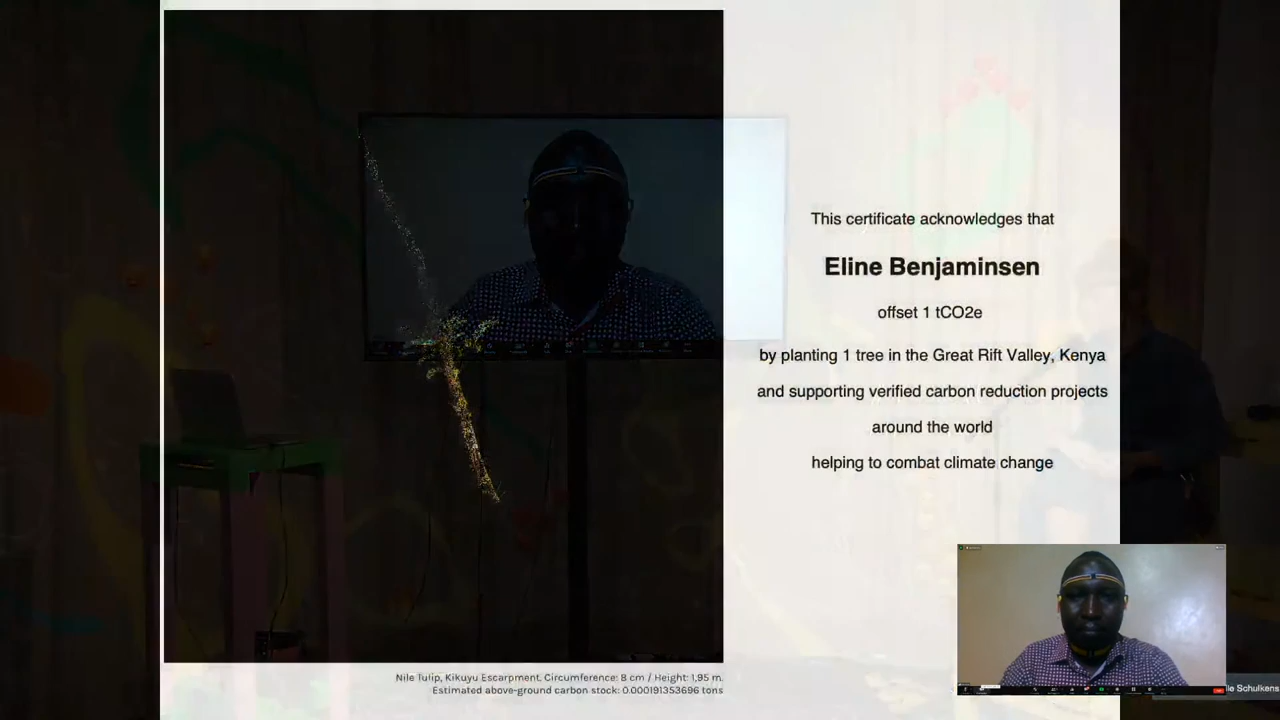 This certificate acknowledges that
Eline Benjaminsen
offset 1 tCO2e
by planting 1 tree in the Great Rift Valley, Kenya
and supporting verified carbon reduction projects
around the world
helping to combat climate change
Nile Tulip, Kikuyu Escarpment. Circumference: 8 cm / Height: 1,95 m.
Estimated above-ground carbon stock: 0.000191353696 tons
Schulkens